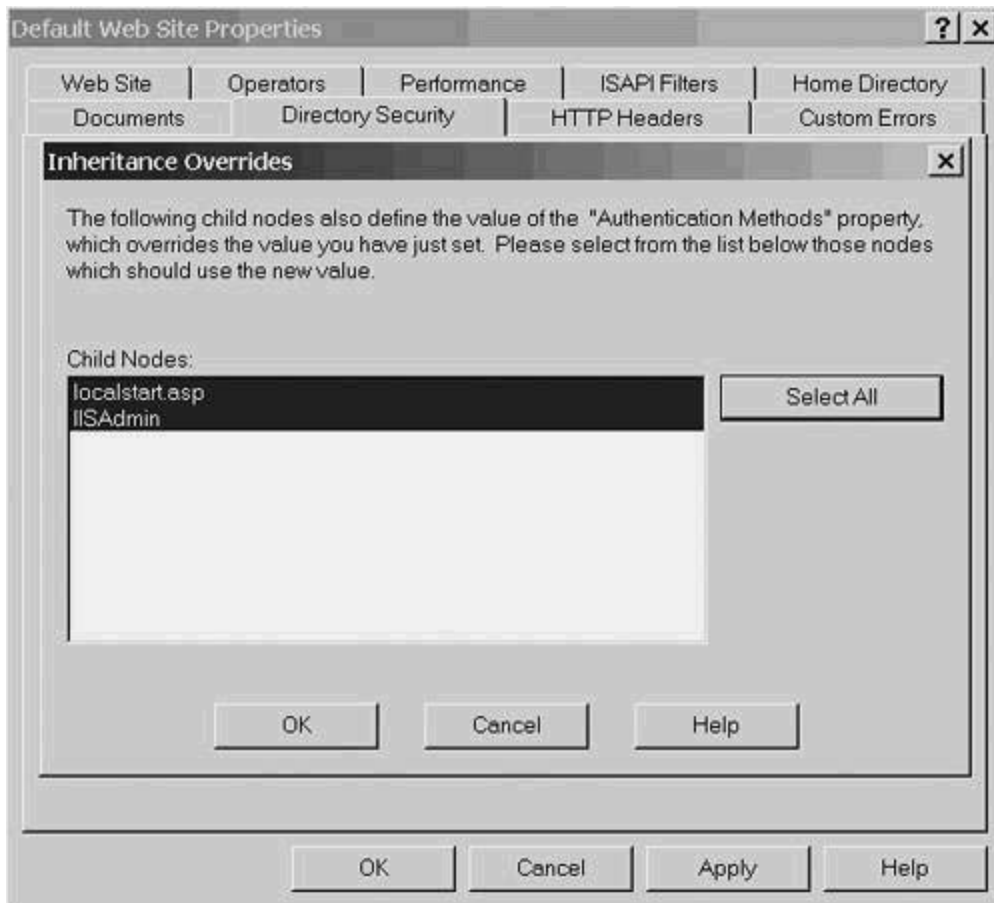 Default Web Site Properties
Web Site Operators Performance ISAPI Filters Home Directory
Documents Directory Security HTTP Headers Custom Errors
Inheritance Overrides
The following child nodes also define the value of the "Authentication Methods" property,
which overrides the value you have just set. Please select from the list below those nodes
which should use the new value.
Child Nodes:
localstart.asp
IISAdmin
Select All
OK Cancel Help
OK Cancel Apply Help